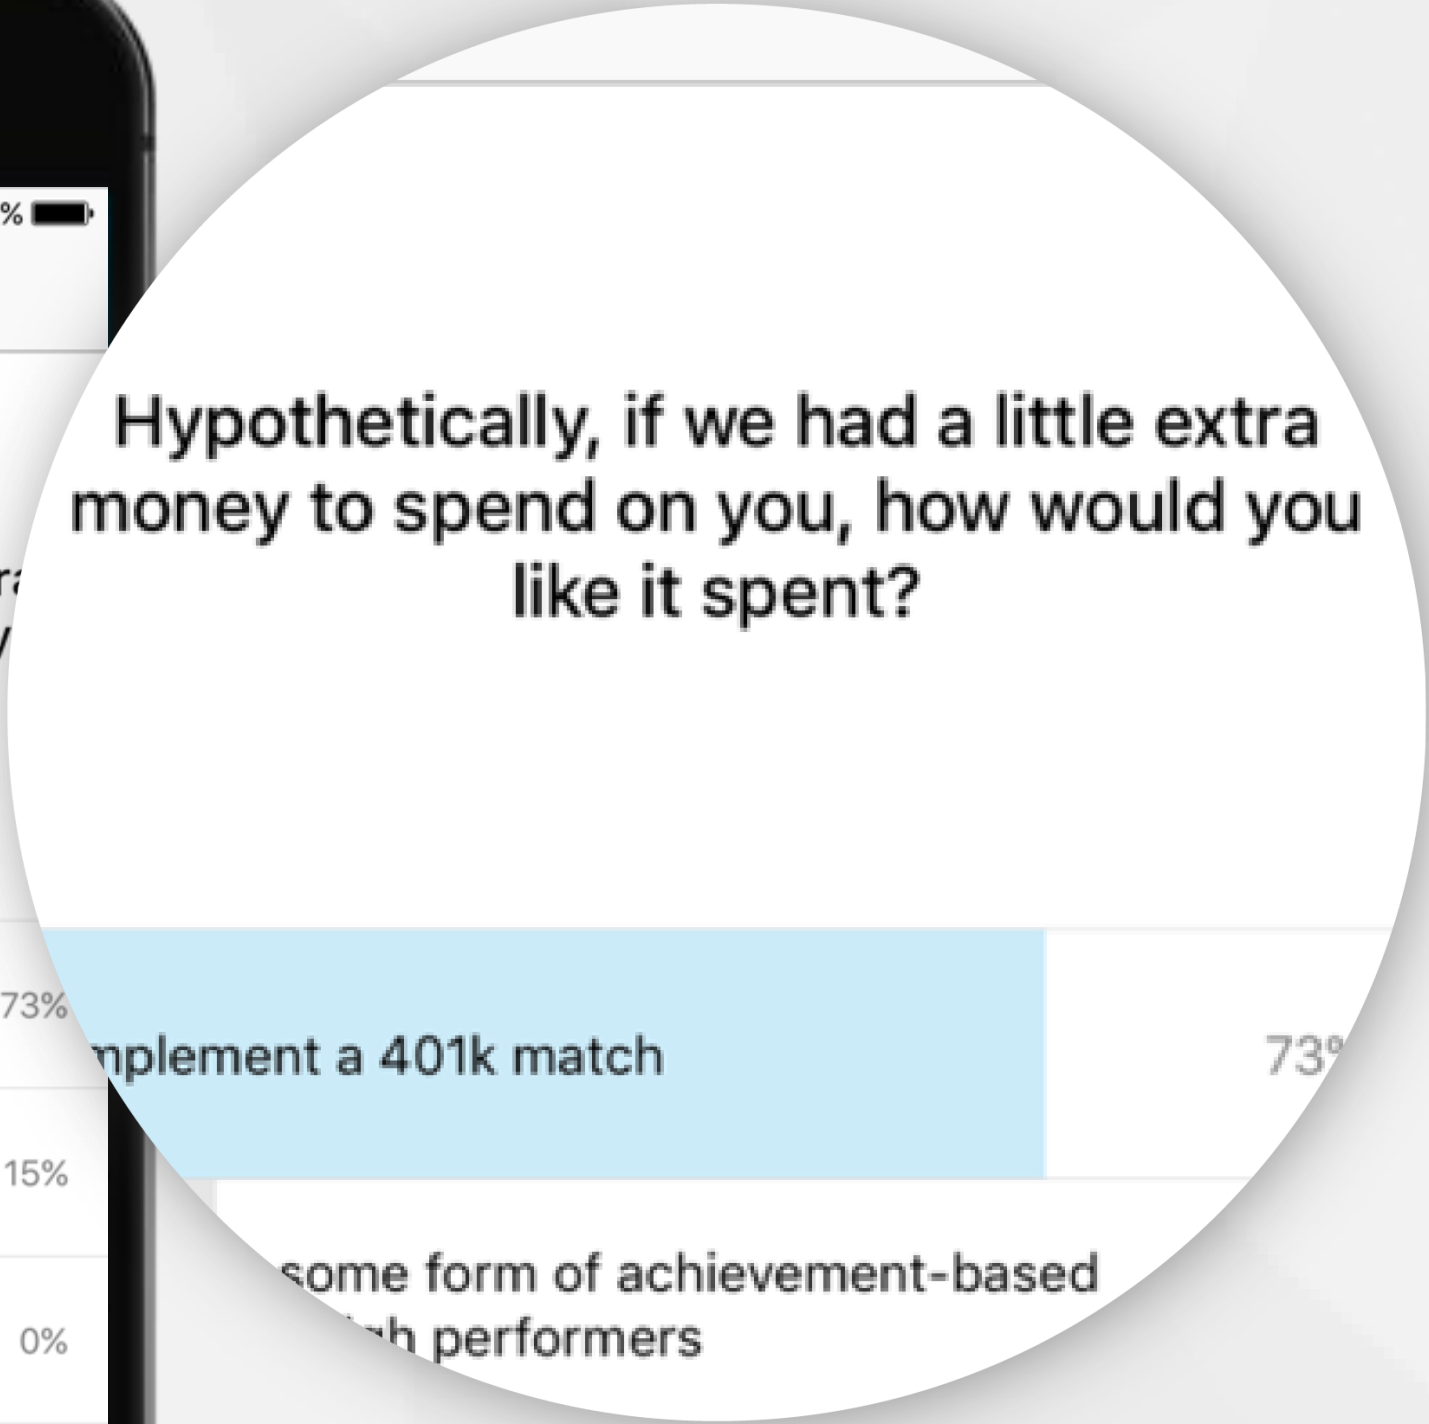 %
Hypothetically, if we had a little extra
money to spend on you, how would you
like it spent?
73%
a 401k match
73%
15%
some form of achievement-based
performers
0%